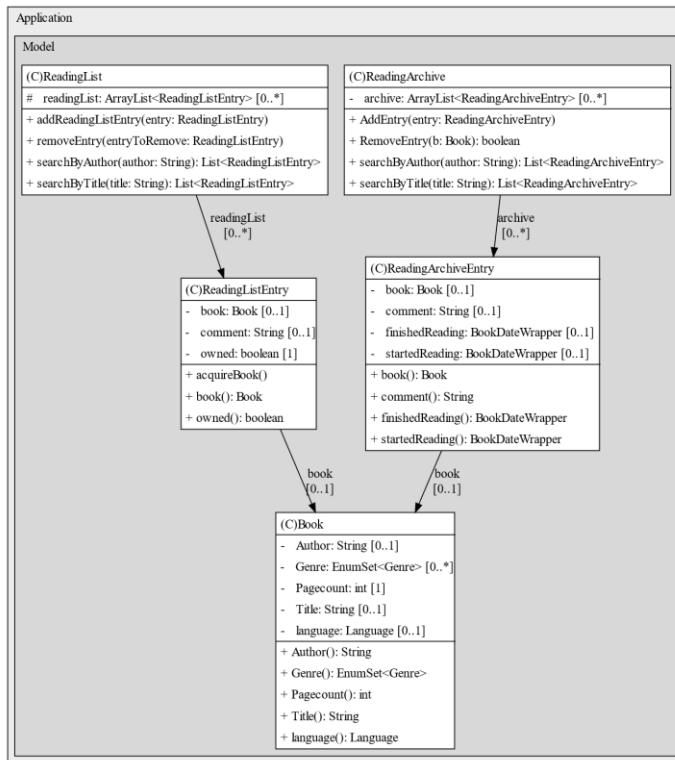 Application
Model
(C)ReadingList
# readingList: ArrayList<ReadingListEntry> [0..*]
+ addReadingListEntry(entry: ReadingListEntry)
+ removeEntry(entryToRemove: ReadingListEntry)
+ searchByAuthor(author: String): List<ReadingListEntry>
+ searchByTitle(title: String): List<ReadingListEntry>
(C)ReadingArchive
- archive: ArrayList<ReadingArchiveEntry> [0..*]
+ AddEntry(entry: ReadingArchiveEntry)
+ RemoveEntry(b: Book): boolean
+ searchByAuthor(author: String): List<ReadingArchiveEntry>
+ searchByTitle(title: String): List<ReadingArchiveEntry>
readingList
[0..*]
archive
[0..*]
(C)ReadingListEntry
- book: Book [0..1]
- comment: String [0..1]
- owned: boolean [1]
+ acquireBook()
+ book(): Book
+ owned(): boolean
(C)ReadingArchiveEntry
- book: Book [0..1]
- comment: String [0..1]
- finishedReading: BookDateWrapper [0..1]
- startedReading: BookDateWrapper [0..1]
+ book(): Book
+ comment(): String
+ finishedReading(): BookDateWrapper
+ startedReading(): BookDateWrapper
book
[0..1]
book
[0..1]
(C)Book
- Author: String [0..1]
- Genre: EnumSet<Genre> [0..*]
- Pagecount: int [1]
- Title: String [0..1]
- language: Language [0..1]
+ Author(): String
+ Genre(): EnumSet<Genre>
+ Pagecount(): int
+ Title(): String
+ language(): Language